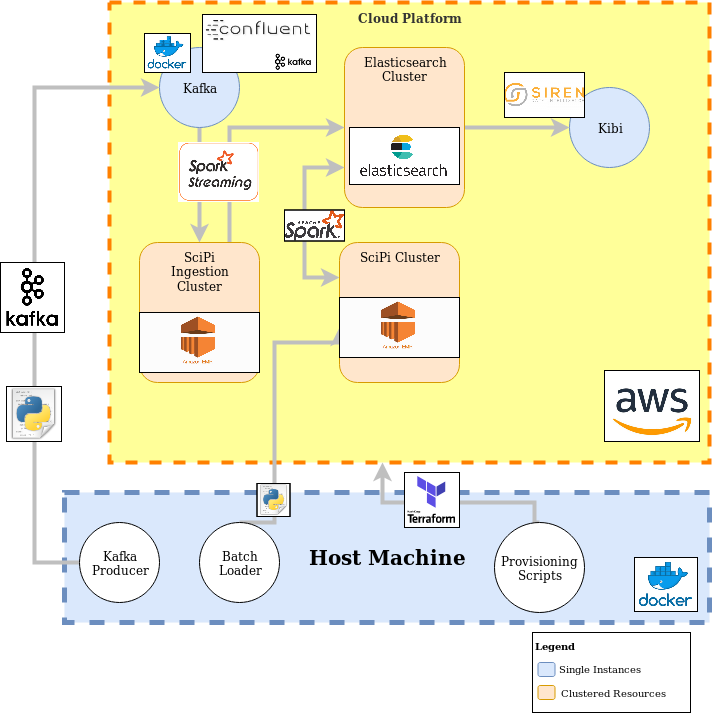 Cloud Platform
confluent
kafka
docker
Kafka
Elasticsearch
Cluster
elasticsearch
SIREN
Kibi
Spark
Streaming
APACHE
Spark
SciPi
Ingestion
Cluster
SciPi Cluster
kafka
aws
Terraform
Kafka
Producer
Batch
Loader
Host Machine
Provisioning
Scripts
docker
Legend
Single Instances
Clustered Resources